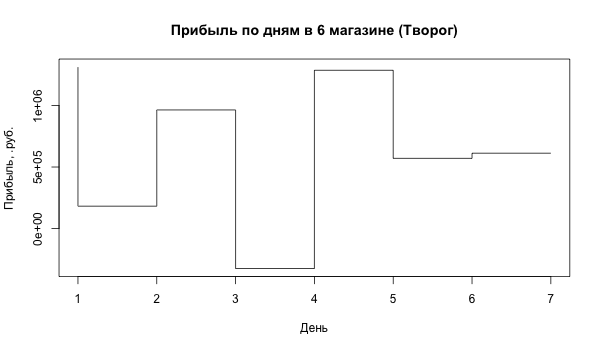 Прибыль по дням в 6 магазине (Творог)
Прибыль, .руб.
1e+06
5e+05
0e+00
1 2 3 4 5 6 7
День